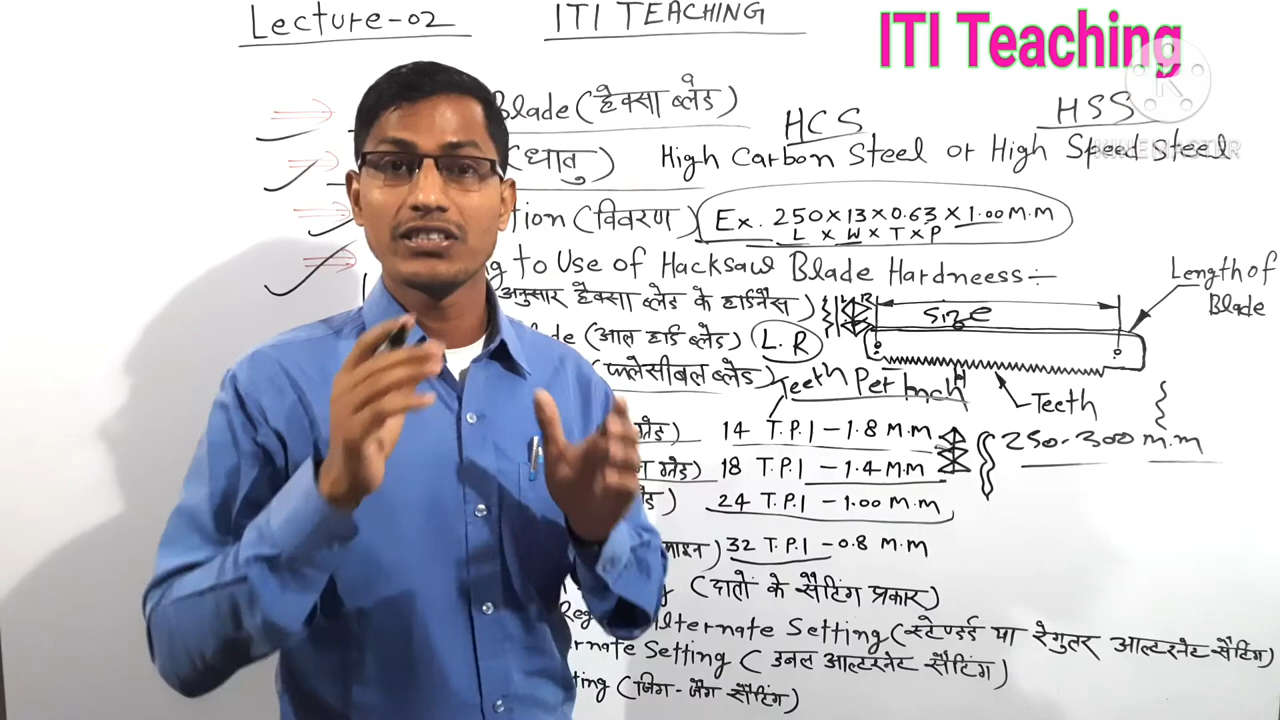 Lecture-02 ITI TEACHING
ITI Teaching
Blade (हैक्सा ब्लैड)
HCS HSS
(धातु) High Carbon Steel or High Speed Steel
tion (विवरण) Ex. 250×13×0.63×1.00 M.M
L × W × T × P
g to Use of Hacksaw Blade Hardneess :-
अनुसार हैक्सा ब्लैड के हार्डनैस)
Length of
Blade
size
de (आल हार्ड ब्लैड) L.R
(फ्लेसीबल ब्लैड)
Teeth Per Inch
Teeth
ग्रेड) 14 T.P.I - 1.8 M.M
250-300 m.m
ग्रेड) 18 T.P.I - 1.4 M.M
24 T.P.I - 1.00 M.M
32 T.P.I - 0.8 M.M
(दातों के सैटिंग प्रकार)
Reg Alternate Setting (स्टेण्डर्ड या रेगुलर आल्टरनेट सैटिंग)
rnate Setting (डबल आल्टरनेट सैटिंग)
ting (जिग-जैग सैटिंग)